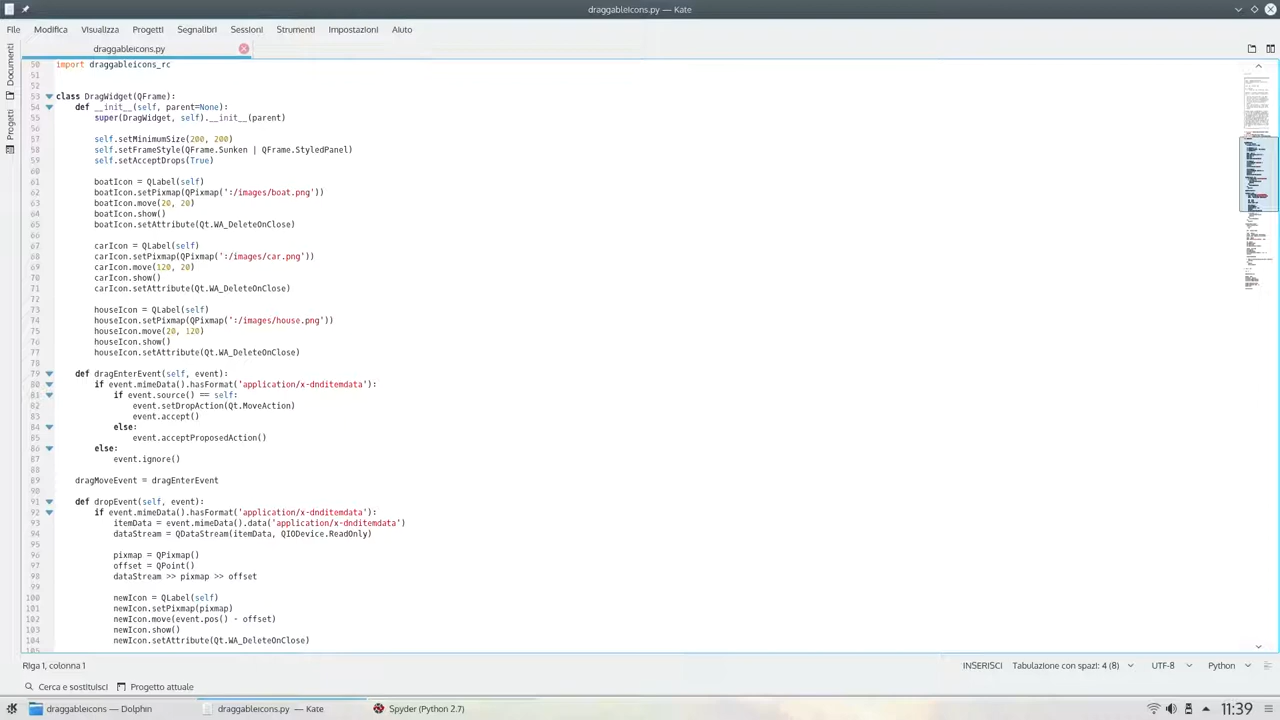 draggableicons.py — Kate
File Modifica Visualizza Progetti Segnalibri Sessioni Strumenti Impostazioni Aiuto
draggableicons.py
Documenti
Progetti
50 import draggableicons_rc
51
52
53 class DragWidget(QFrame):
54 def __init__(self, parent=None):
55 super(DragWidget, self).__init__(parent)
56
57 self.setMinimumSize(200, 200)
58 self.setFrameStyle(QFrame.Sunken | QFrame.StyledPanel)
59 self.setAcceptDrops(True)
60
61 boatIcon = QLabel(self)
62 boatIcon.setPixmap(QPixmap(':/images/boat.png'))
63 boatIcon.move(20, 20)
64 boatIcon.show()
65 boatIcon.setAttribute(Qt.WA_DeleteOnClose)
66
67 carIcon = QLabel(self)
68 carIcon.setPixmap(QPixmap(':/images/car.png'))
69 carIcon.move(120, 20)
70 carIcon.show()
71 carIcon.setAttribute(Qt.WA_DeleteOnClose)
72
73 houseIcon = QLabel(self)
74 houseIcon.setPixmap(QPixmap(':/images/house.png'))
75 houseIcon.move(20, 120)
76 houseIcon.show()
77 houseIcon.setAttribute(Qt.WA_DeleteOnClose)
78
79 def dragEnterEvent(self, event):
80 if event.mimeData().hasFormat('application/x-dnditemdata'):
81 if event.source() == self:
82 event.setDropAction(Qt.MoveAction)
83 event.accept()
84 else:
85 event.acceptProposedAction()
86 else:
87 event.ignore()
88
89 dragMoveEvent = dragEnterEvent
90
91 def dropEvent(self, event):
92 if event.mimeData().hasFormat('application/x-dnditemdata'):
93 itemData = event.mimeData().data('application/x-dnditemdata')
94 dataStream = QDataStream(itemData, QIODevice.ReadOnly)
95
96 pixmap = QPixmap()
97 offset = QPoint()
98 dataStream >> pixmap >> offset
99
100 newIcon = QLabel(self)
101 newIcon.setPixmap(pixmap)
102 newIcon.move(event.pos() - offset)
103 newIcon.show()
104 newIcon.setAttribute(Qt.WA_DeleteOnClose)
105
Riga 1, colonna 1 INSERISCI Tabulazione con spazi: 4 (8) UTF-8 Python
Cerca e sostituisci Progetto attuale
draggableicons — Dolphin draggableicons.py — Kate Spyder (Python 2.7) 11:39